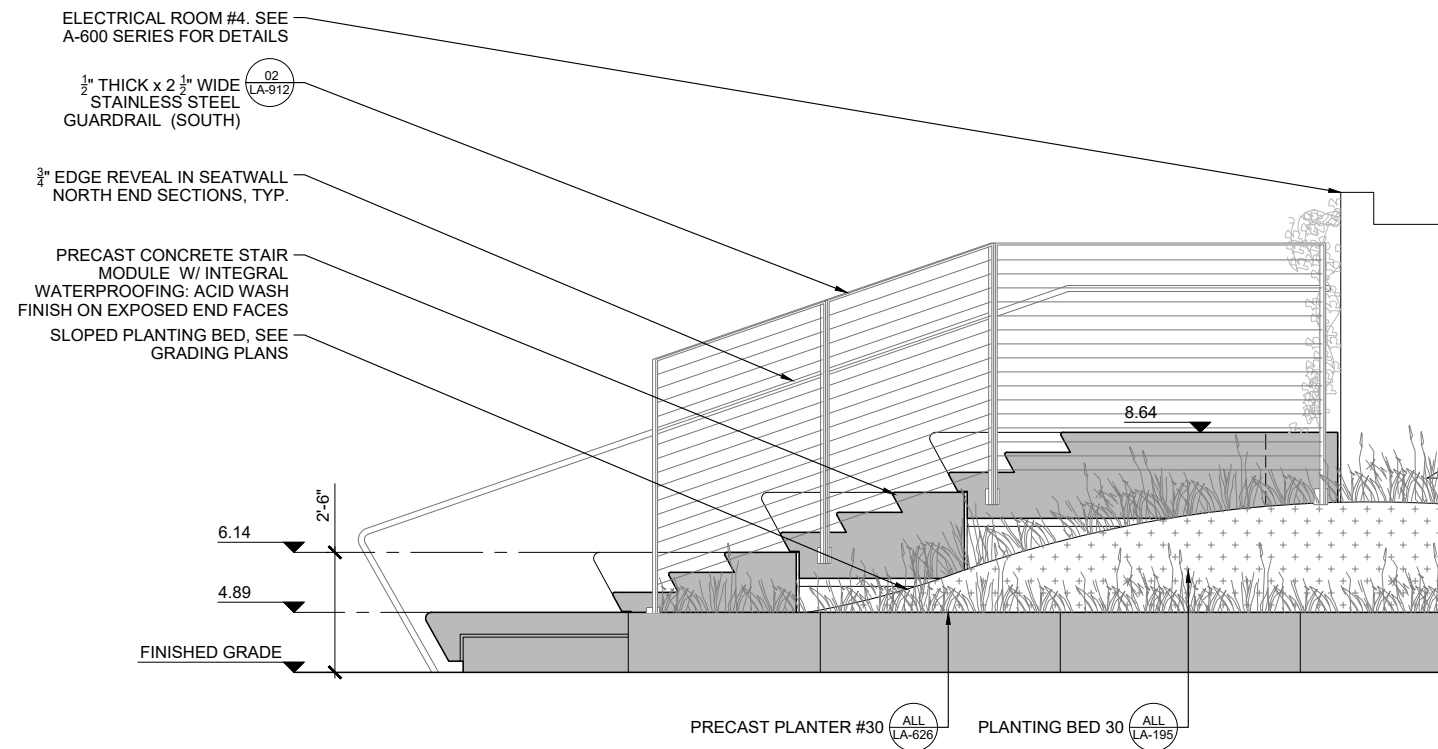 ELECTRICAL ROOM #4. SEE
A-600 SERIES FOR DETAILS
½" THICK x 2 ½" WIDE
STAINLESS STEEL
GUARDRAIL (SOUTH)
02
LA-912
¾" EDGE REVEAL IN SEATWALL
NORTH END SECTIONS, TYP.
PRECAST CONCRETE STAIR
MODULE W/ INTEGRAL
WATERPROOFING: ACID WASH
FINISH ON EXPOSED END FACES
SLOPED PLANTING BED, SEE
GRADING PLANS
8.64
2'-6"
6.14
4.89
FINISHED GRADE
PRECAST PLANTER #30
ALL
LA-626
PLANTING BED 30
ALL
LA-195